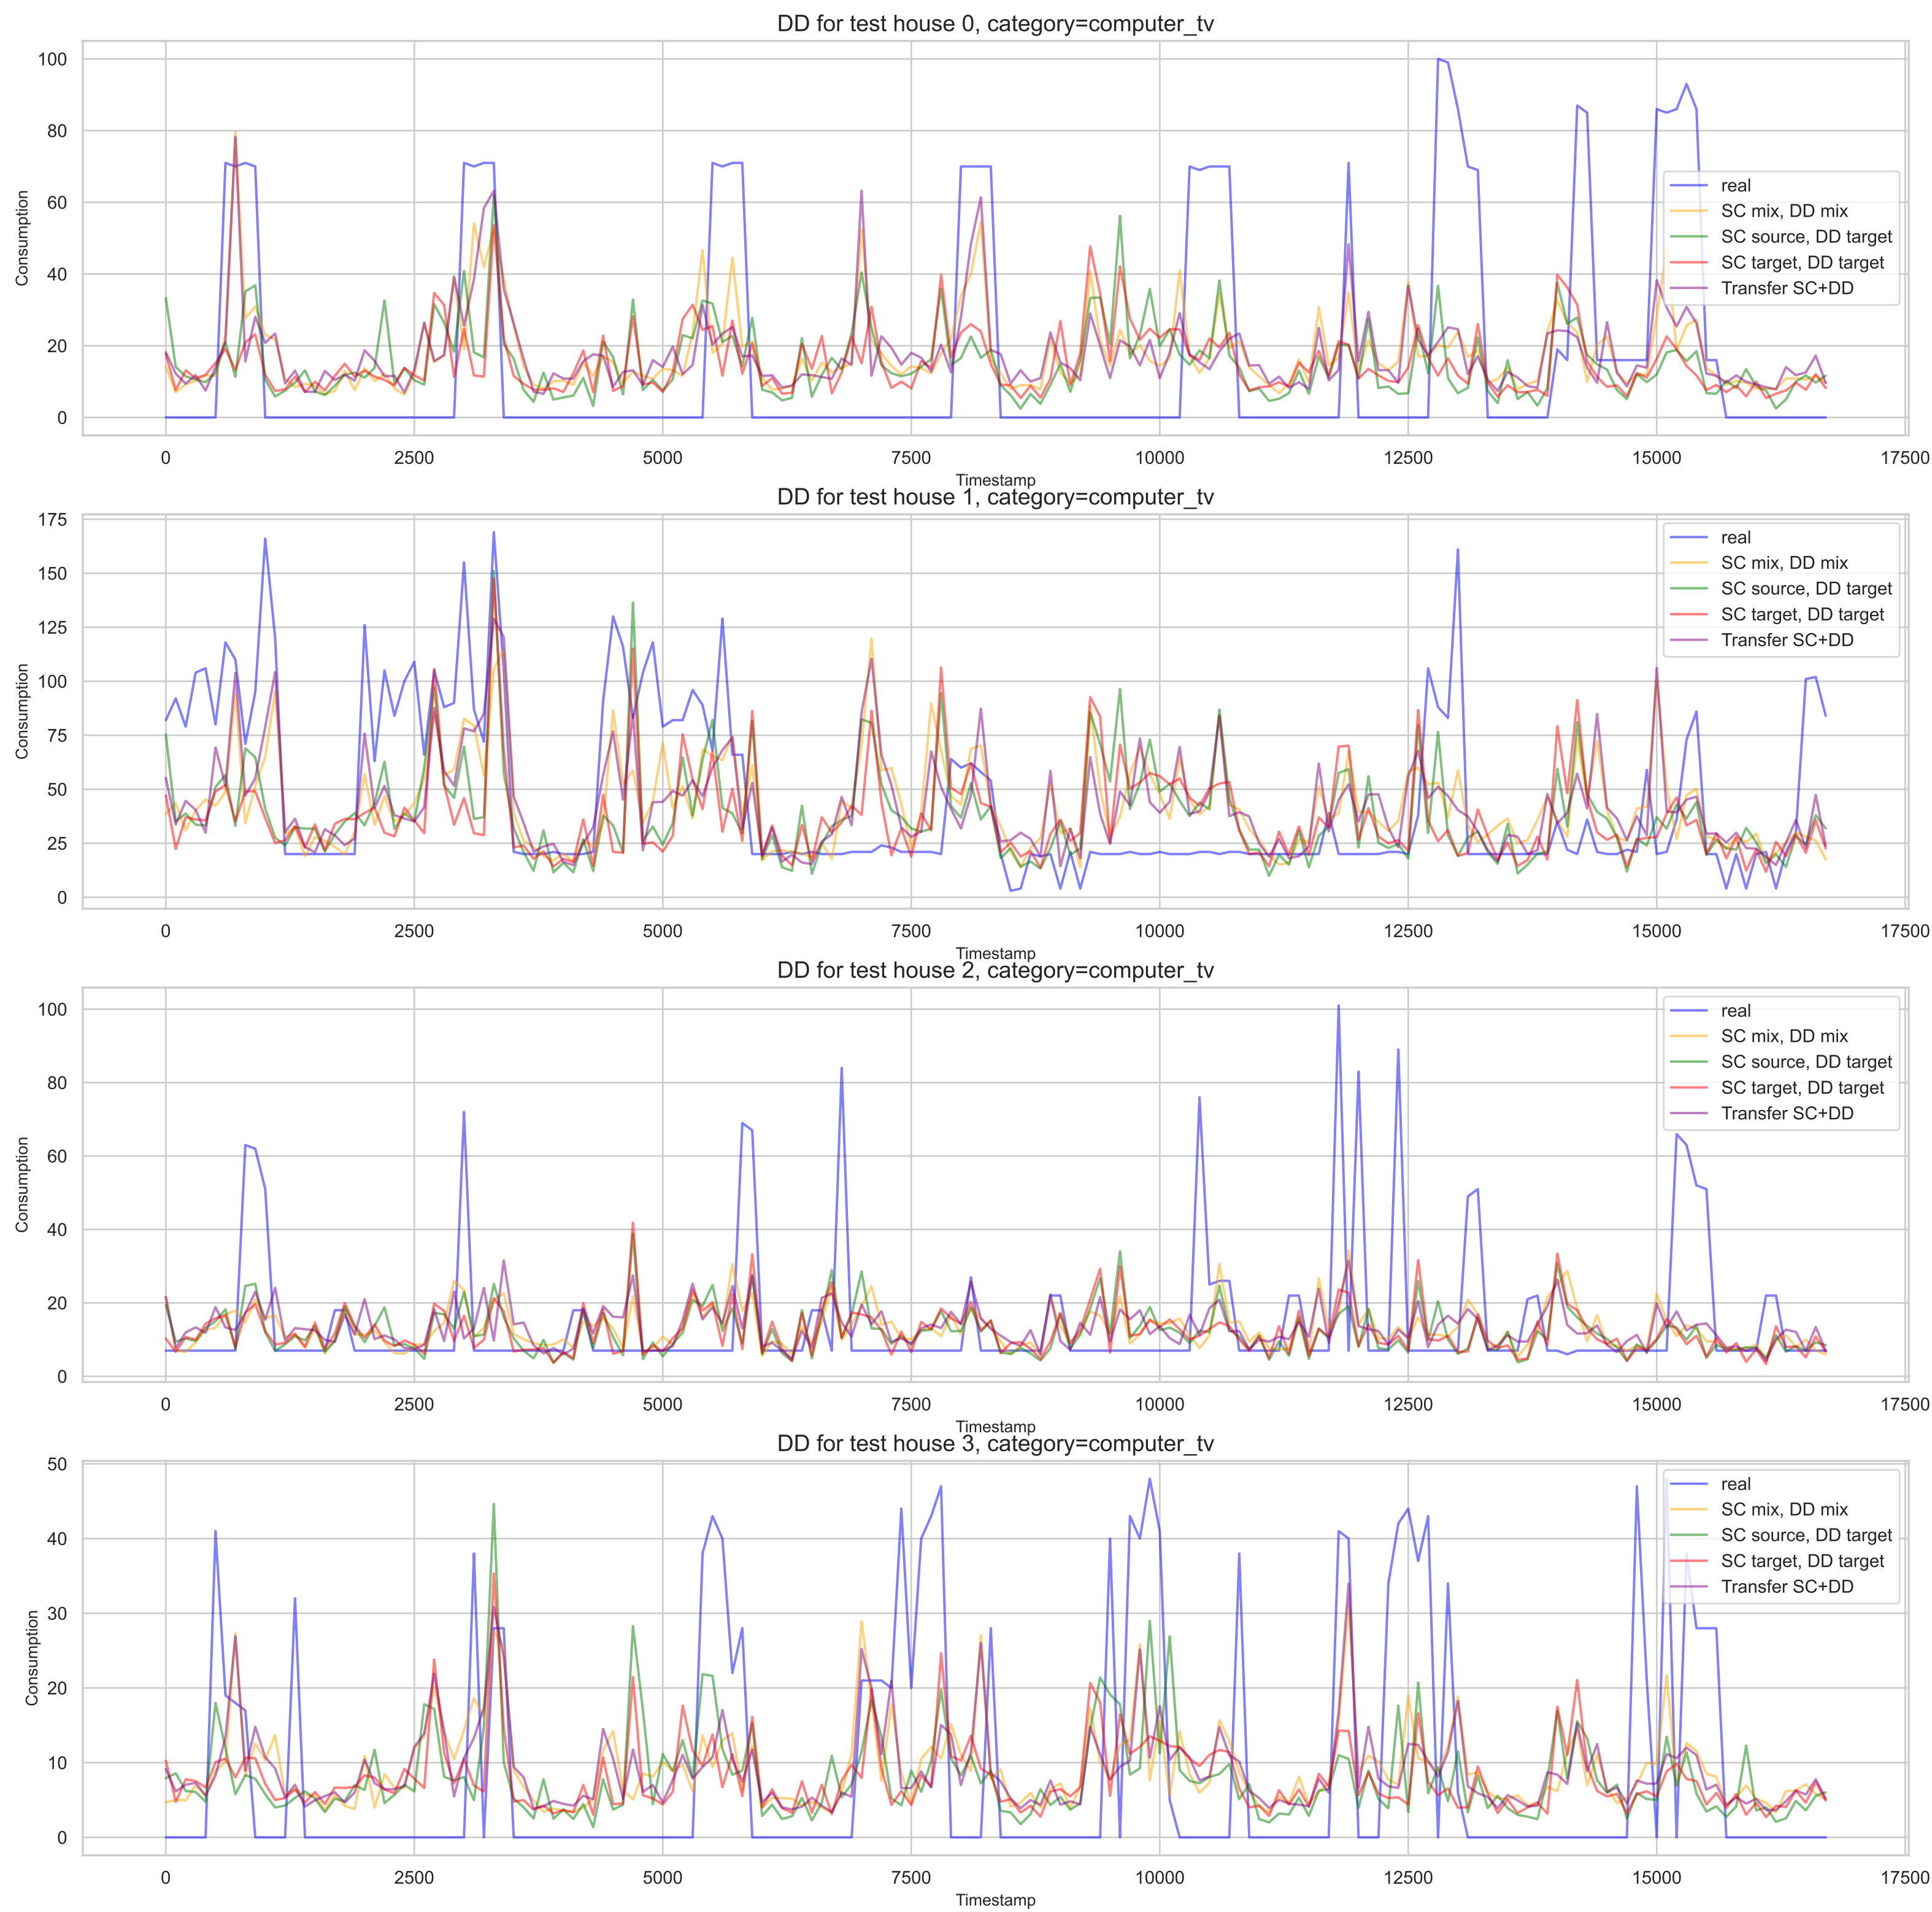 DD for test house 0, category=computer_tv
100
80
60
40
20
0
Consumption
real
SC mix, DD mix
SC source, DD target
SC target, DD target
Transfer SC+DD
0 2500 5000 7500 10000 12500 15000 17500
Timestamp
DD for test house 1, category=computer_tv
175
150
125
100
75
50
25
0
Consumption
real
SC mix, DD mix
SC source, DD target
SC target, DD target
Transfer SC+DD
0 2500 5000 7500 10000 12500 15000 17500
Timestamp
DD for test house 2, category=computer_tv
100
80
60
40
20
0
Consumption
real
SC mix, DD mix
SC source, DD target
SC target, DD target
Transfer SC+DD
0 2500 5000 7500 10000 12500 15000 17500
Timestamp
DD for test house 3, category=computer_tv
50
40
30
20
10
0
Consumption
real
SC mix, DD mix
SC source, DD target
SC target, DD target
Transfer SC+DD
0 2500 5000 7500 10000 12500 15000 17500
Timestamp